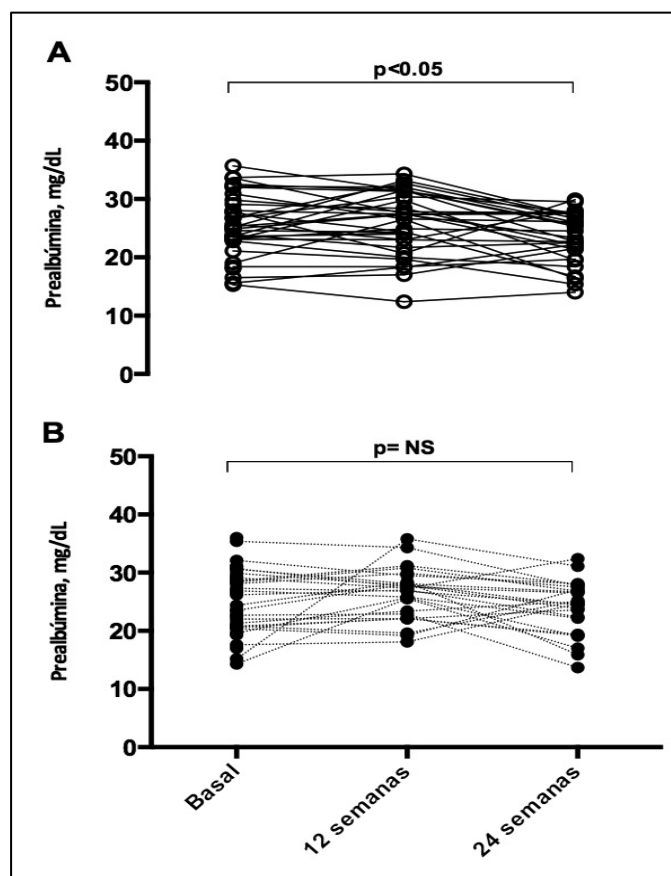 A
p<0.05
50
40
30
20
10
0
Prealbúmina, mg/dL
B
p= NS
50
40
30
20
10
0
Prealbúmina, mg/dL
Basal
12 semanas
24 semanas